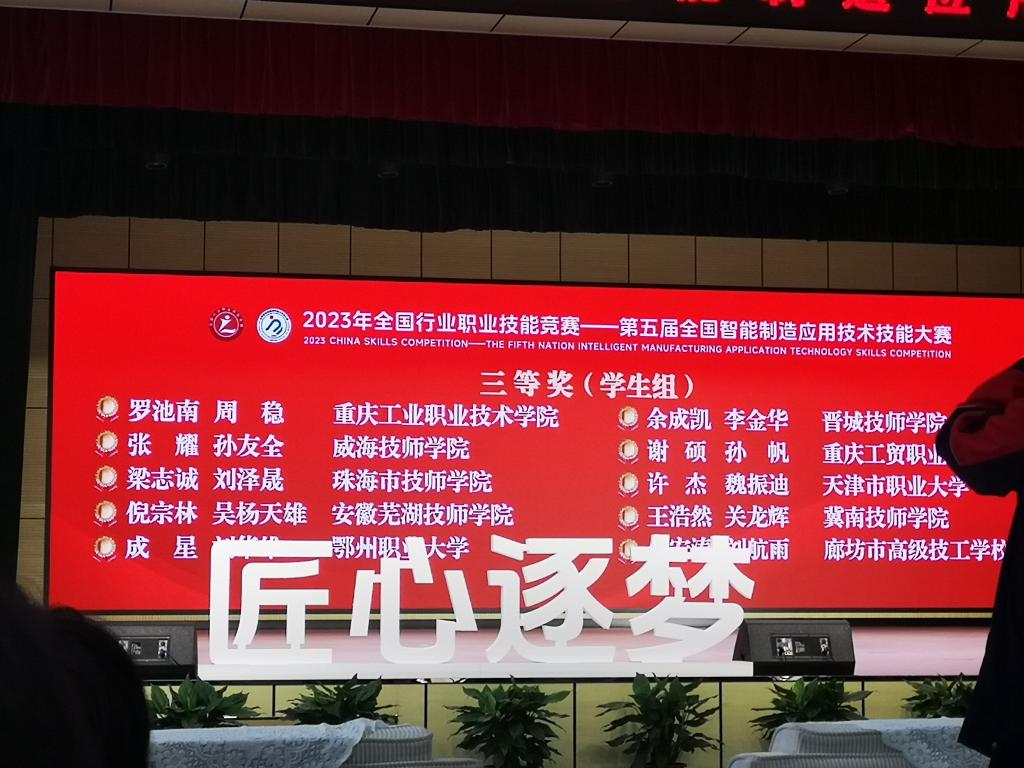 2023年全国行业职业技能竞赛——第五届全国智能制造应用技术技能大赛
2023 CHINA SKILLS COMPETITION——THE FIFTH NATION INTELLIGENT MANUFACTURING APPLICATION TECHNOLOGY SKILLS COMPETITION
三等奖（学生组）
罗池南 周 稳 重庆工业职业技术学院
张 耀 孙友全 威海技师学院
梁志诚 刘泽晟 珠海市技师学院
倪宗林 吴杨天雄 安徽芜湖技师学院
成 星 鄂州职业大学
余成凯 李金华 晋城技师学院
谢 硕 孙 帆 重庆工贸职业
许 杰 魏振迪 天津市职业大学
王浩然 关龙辉 冀南技师学院
航雨 廊坊市高级技工学校
匠心逐梦